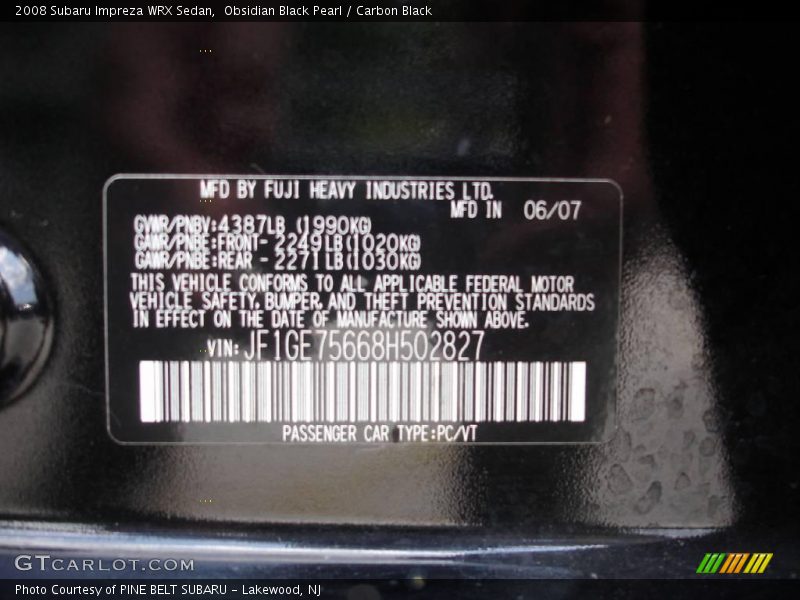 2008 Subaru Impreza WRX Sedan,  Obsidian Black Pearl / Carbon Black
MFD BY FUJI HEAVY INDUSTRIES LTD.
MFD IN 06/07
GVWR/PNBV:4387LB (1990KG)
GAWR/PNBE:FRONT- 2249LB(1020KG)
GAWR/PNBE:REAR - 2271LB(1030KG)
THIS VEHICLE CONFORMS TO ALL APPLICABLE FEDERAL MOTOR
VEHICLE SAFETY, BUMPER, AND THEFT PREVENTION STANDARDS
IN EFFECT ON THE DATE OF MANUFACTURE SHOWN ABOVE.
VIN:JF1GE75668H502827
PASSENGER CAR TYPE:PC/VT
GTCARLOT.COM
Photo Courtesy of PINE BELT SUBARU - Lakewood, NJ